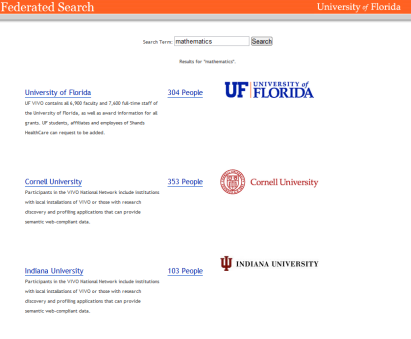 Federated Search
University of Florida
Search Term: mathematics Search
Results for "mathematics".
University of Florida
304 People
UF UNIVERSITY of FLORIDA
UF VIVO contains all 6,900 faculty and 7,600 full-time staff of
the University of Florida, as well as award information for all
grants. UF students, affiliates and employees of Shands
HealthCare can request to be added.
Cornell University
353 People
Cornell University
Participants in the VIVO National Network include institutions
with local installations of VIVO or those with research
discovery and profiling applications that can provide
semantic web-compliant data.
Indiana University
103 People
INDIANA UNIVERSITY
Participants in the VIVO National Network include institutions
with local installations of VIVO or those with research
discovery and profiling applications that can provide
semantic web-compliant data.